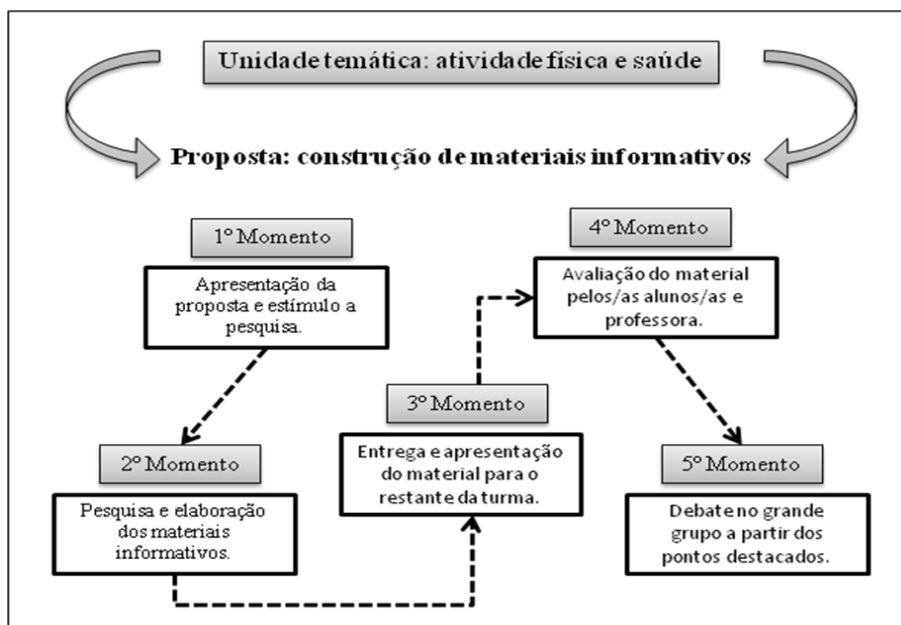 Unidade temática: atividade física e saúde
Proposta: construção de materiais informativos
1º Momento
Apresentação da
proposta e estímulo a
pesquisa.
2º Momento
Pesquisa e elaboração
dos materiais
informativos.
3º Momento
Entrega e apresentação
do material para o
restante da turma.
4º Momento
Avaliação do material
pelos/as alunos/as e
professora.
5º Momento
Debate no grande
grupo a partir dos
pontos destacados.